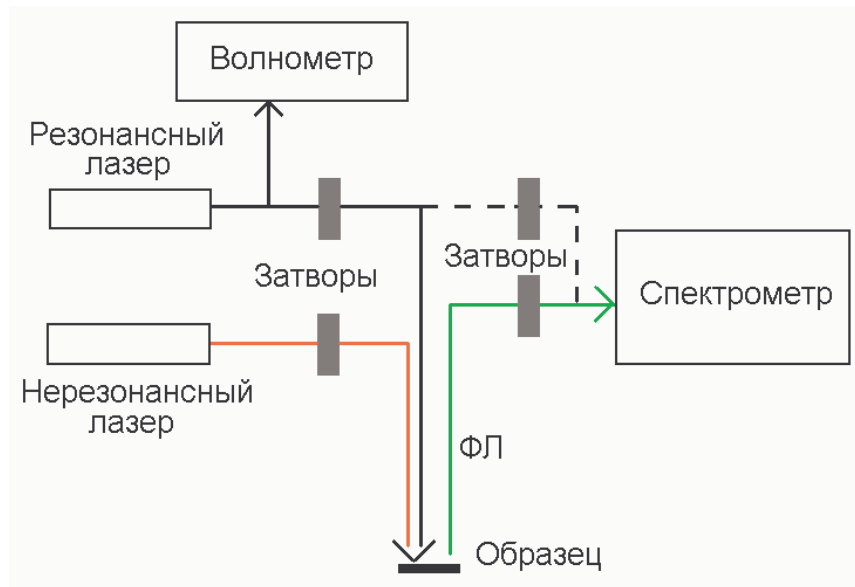 Волнометр
Резонансный
лазер
Затворы
Затворы
Спектрометр
Нерезонансный
лазер
ФЛ
Образец